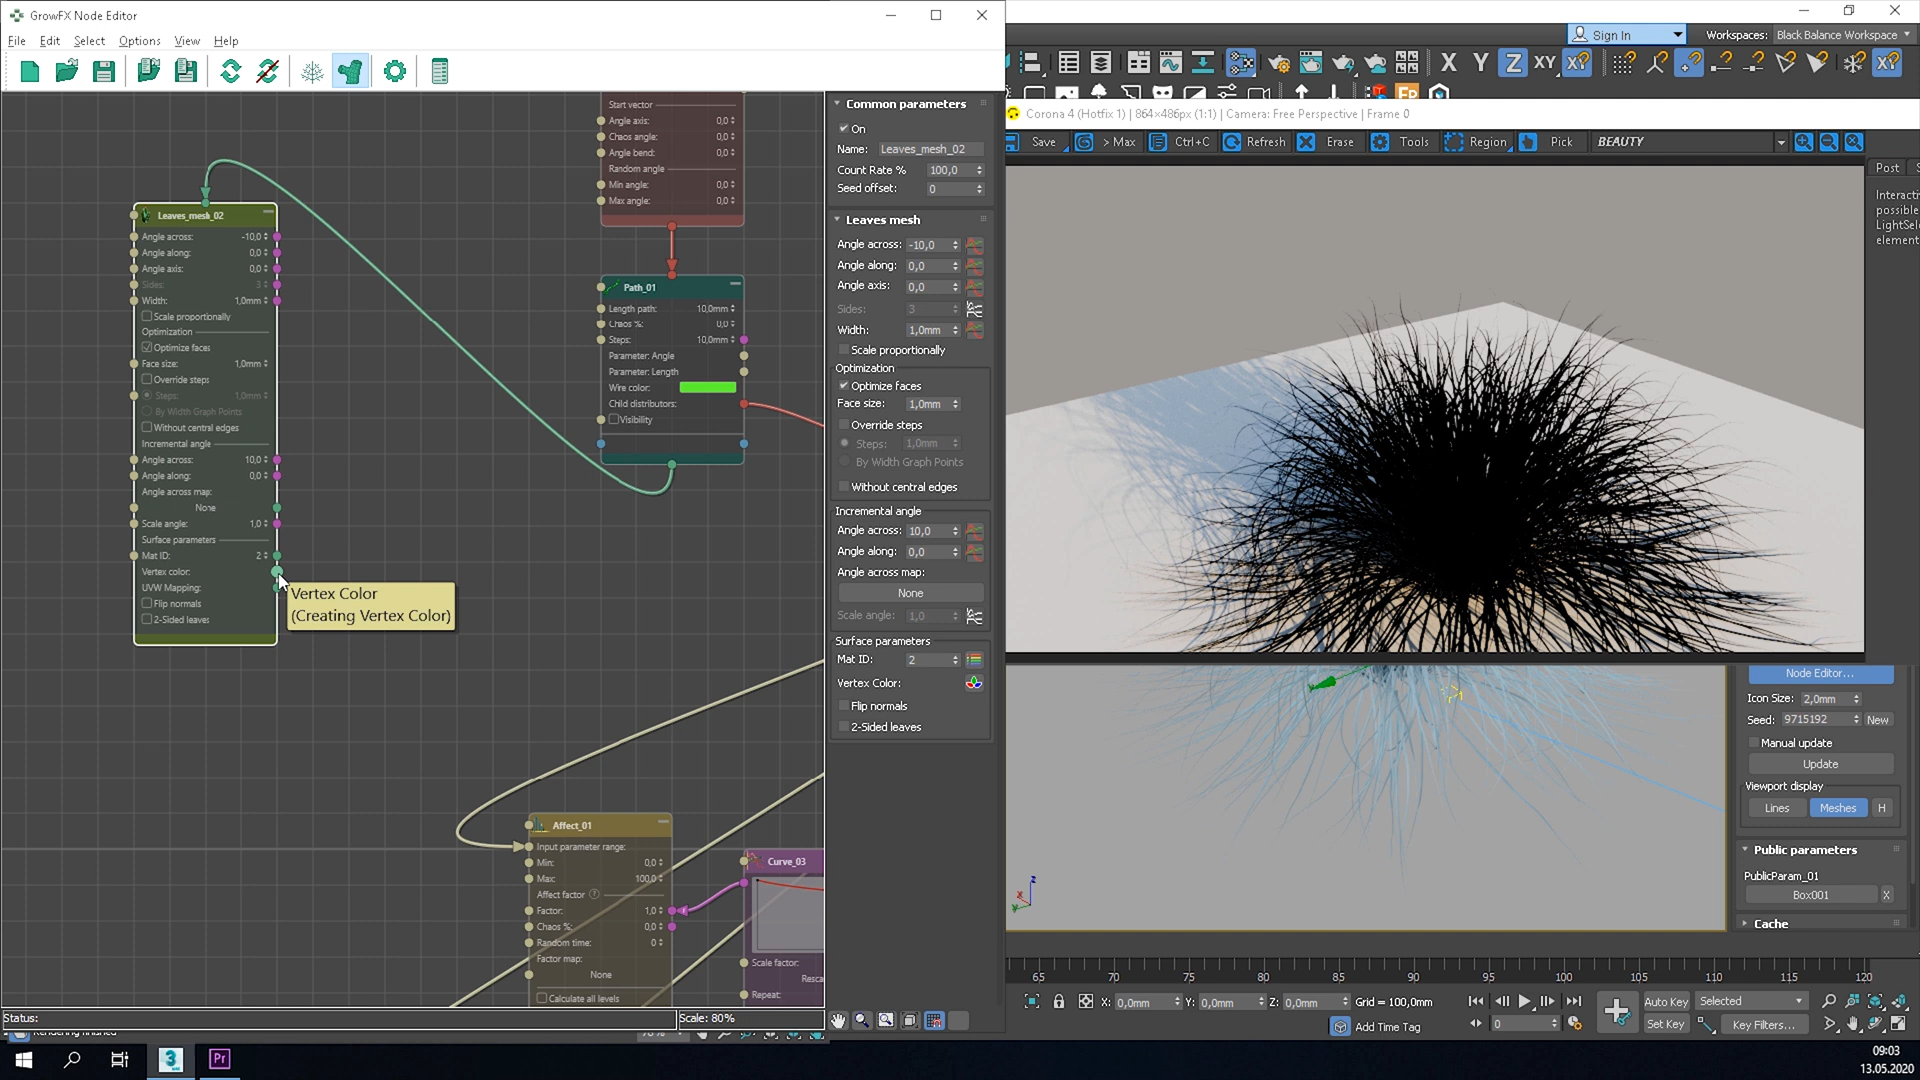 GrowFX Node Editor
File Edit Select Options View Help
Start vector
Angle axis: 0,0
Chaos angle: 0,0
Angle bend: 0,0
Random angle
Min angle: 0,0
Max angle: 0,0
Leaves_mesh_02
Angle across: -10,0
Angle along: 0,0
Angle axis: 0,0
Sides: 3
Width: 1,0mm
Scale proportionally
Optimization
Optimize faces
Face size: 1,0mm
Override steps
Steps: 1,0mm
By Width Graph Points
Without central edges
Incremental angle
Angle across: 10,0
Angle along: 0,0
Angle across map:
None
Scale angle: 1,0
Surface parameters
Mat ID: 2
Vertex color:
UVW Mapping:
Flip normals
2-Sided leaves
Vertex Color
(Creating Vertex Color)
Path_01
Length path: 10,0mm
Chaos %: 0,0
Steps: 10,0mm
Parameter: Angle
Parameter: Length
Wire color:
Child distributors:
Visibility
Affect_01
Input parameter range:
Min: 0,0
Max: 100,0
Affect factor ?
Factor: 1,0
Chaos %: 0,0
Random time: 0
Factor map:
None
Calculate all levels
Curve_03
Scale factor:
Resca
Repeat:
Status:
Scale: 80%
Common parameters
On
Name: Leaves_mesh_02
Count Rate % 100,0
Seed offset: 0
Leaves mesh
Angle across: -10,0
Angle along: 0,0
Angle axis: 0,0
Sides: 3
Width: 1,0mm
Scale proportionally
Optimization
Optimize faces
Face size: 1,0mm
Override steps
Steps: 1,0mm
By Width Graph Points
Without central edges
Incremental angle
Angle across: 10,0
Angle along: 0,0
Angle across map:
None
Scale angle: 1,0
Surface parameters
Mat ID: 2
Vertex Color:
Flip normals
2-Sided leaves
Sign In
Workspaces: Black Balance Workspace
X Y Z XY XY XY
FP
Corona 4 (Hotfix 1) | 864×486px (1:1) | Camera: Free Perspective | Frame 0
Save > Max Ctrl+C Refresh Erase Tools Region Pick BEAUTY
Post S
Interacti
possible
LightSel
element
Node Editor...
Icon Size: 2,0mm
Seed: 9715192 New
Manual update
Update
Viewport display
Lines Meshes H
Public parameters
PublicParam_01
Box001 X
Cache
z
x
y
65 70 75 80 85 90 95 100 105 110 115 120
X: 0,0mm Y: 0,0mm Z: 0,0mm Grid = 100,0mm
Add Time Tag
0
Auto Key Selected
Set Key Key Filters...
3
Pr
09:03
13.05.2020